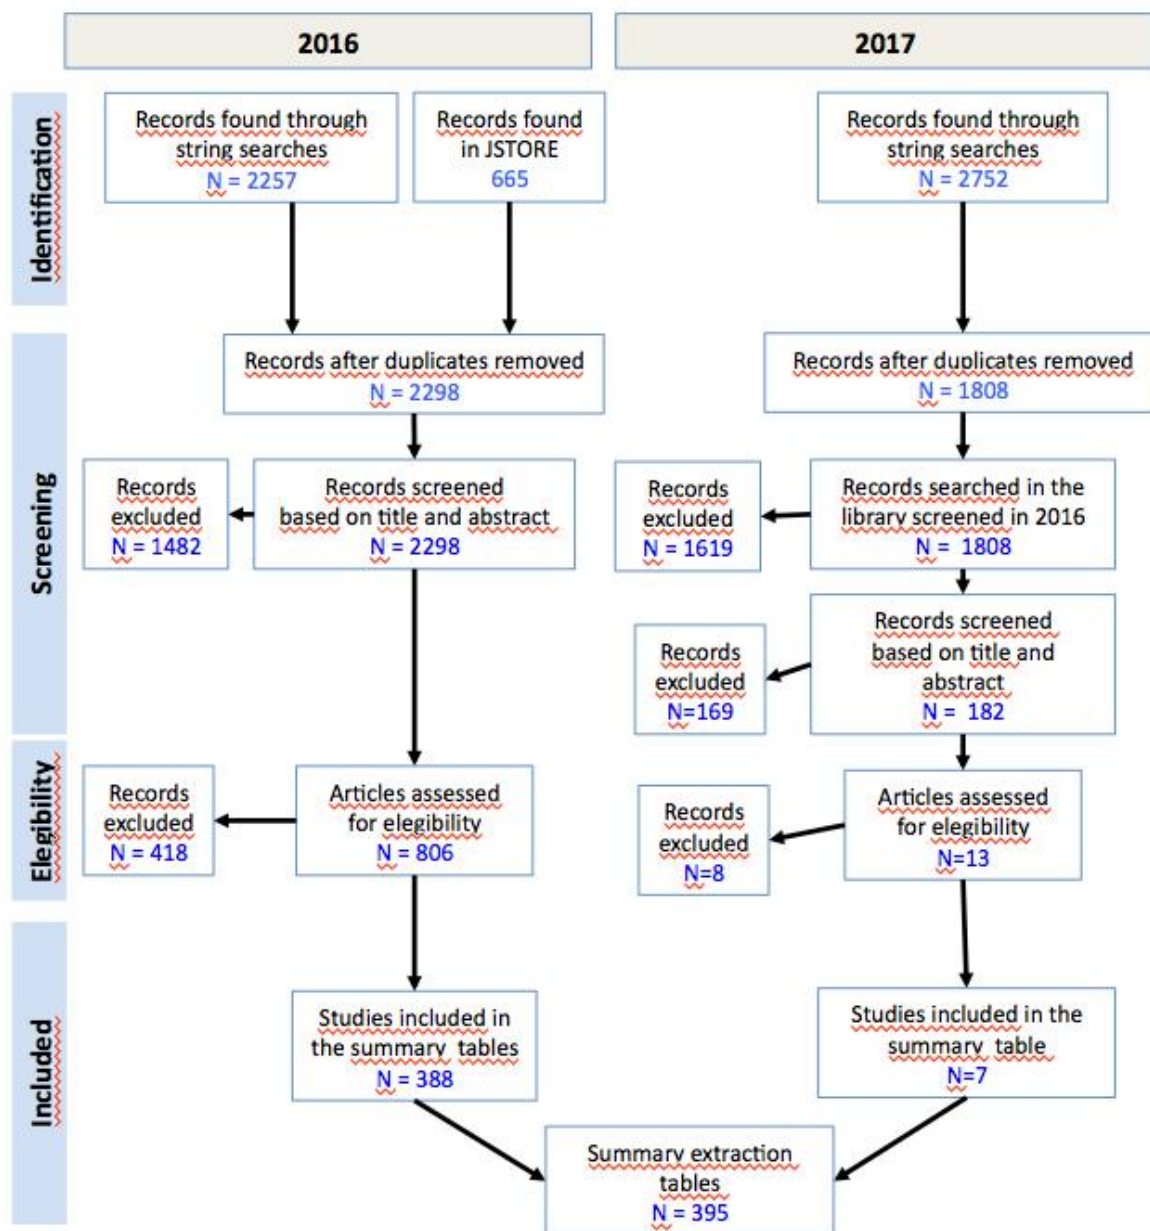 2016
2017
Identification
Records found through
string searches
N = 2257
Records found
in JSTORE
665
Records found through
string searches
N = 2752
Screening
Records after duplicates removed
N = 2298
Records after duplicates removed
N = 1808
Records
excluded
N = 1482
Records screened
based on title and abstract
N = 2298
Records
excluded
N = 1619
Records searched in the
library screened in 2016
N = 1808
Records
excluded
N=169
Records screened
based on title and
abstract
N = 182
Elegibility
Records
excluded
N = 418
Articles assessed
for elegibility
N = 806
Records
excluded
N=8
Articles assessed
for elegibility
N=13
Included
Studies included in
the summary tables
N = 388
Studies included in the
summary table
N=7
Summary extraction
tables
N = 395